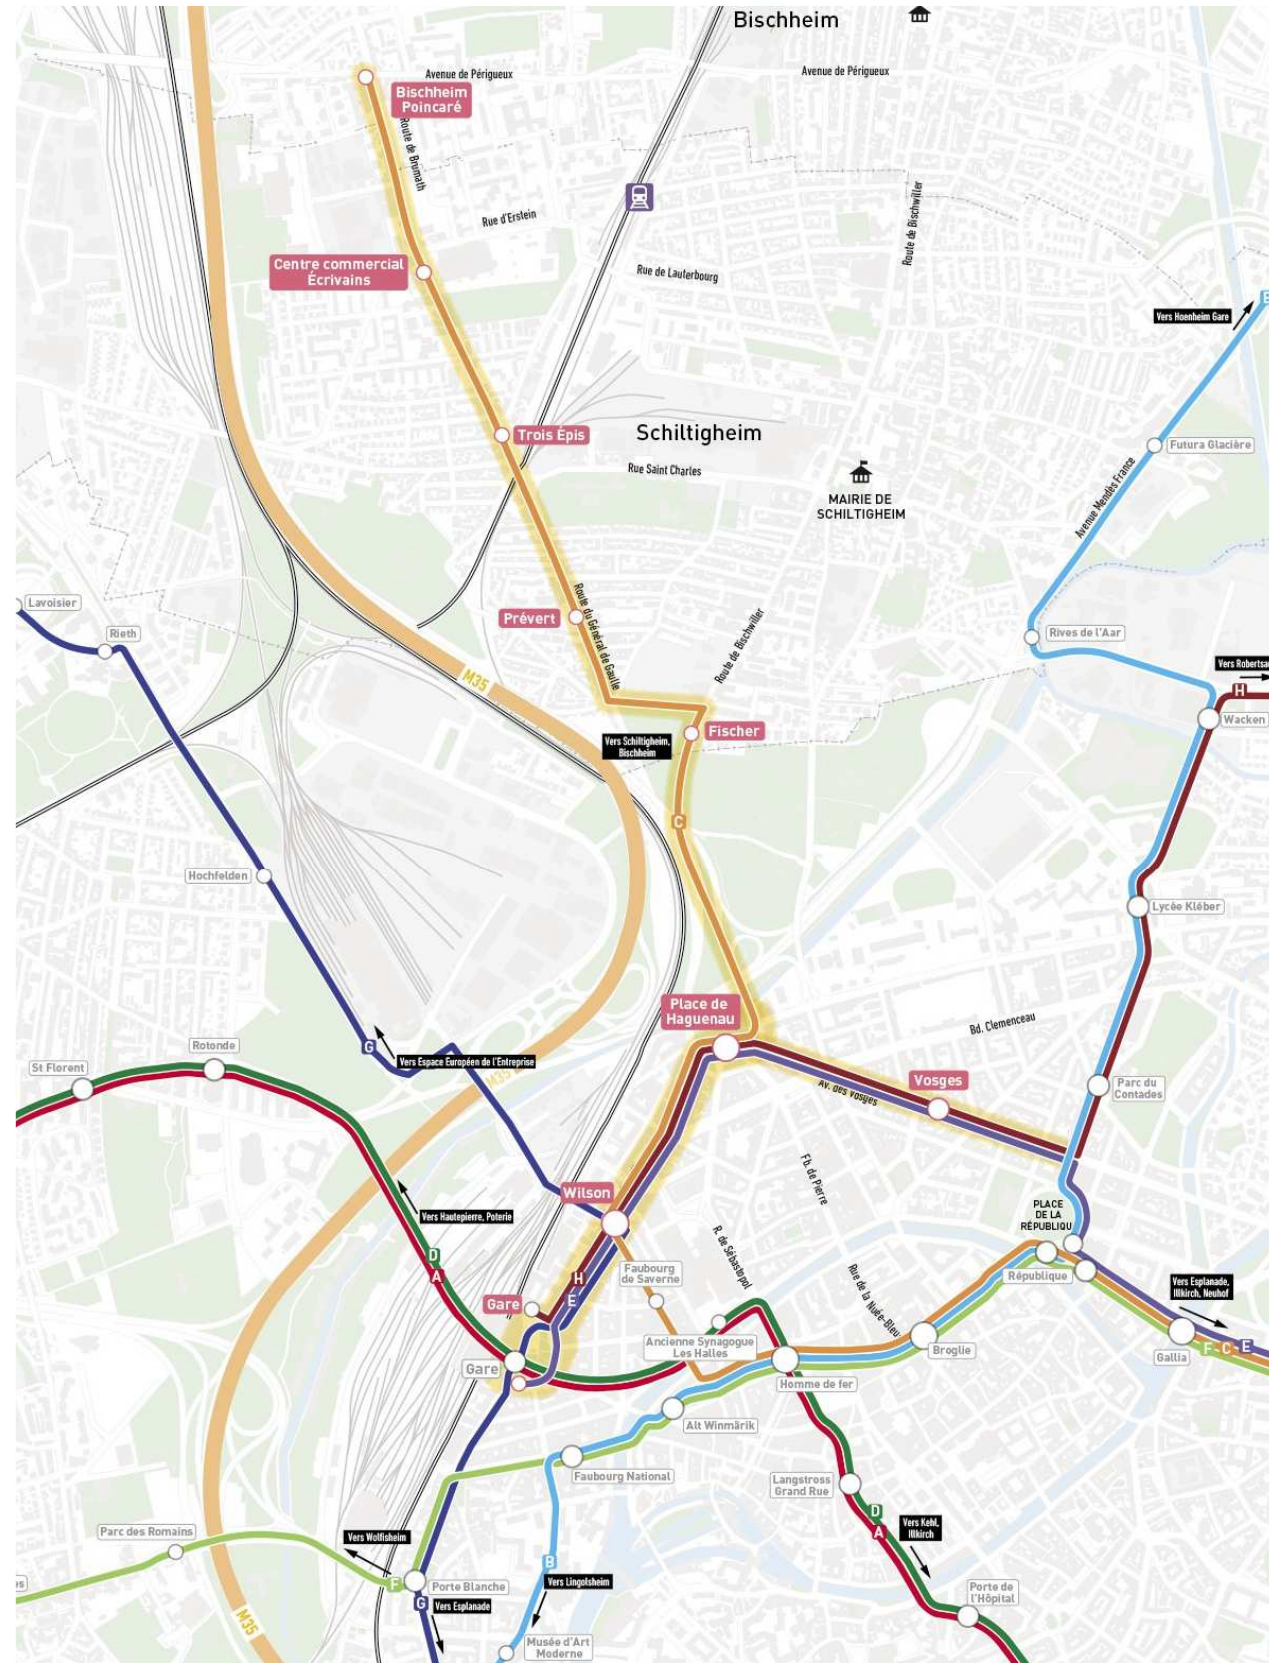 Bischheim
Avenue de Périgueux
Avenue de Périgueux
Bischheim
Poincaré
Route de Brumath
Rue d'Erstein
Route de Bischwiller
Centre commercial
Écrivains
Rue de Lauterbourg
Vers Hoenheim Gare
Trois Épis
Schiltigheim
Futura Glacière
Rue Saint Charles
MAIRIE DE
SCHILTIGHEIM
Avenue Mendès France
Lavoisier
Rieth
Prévert
Route du Général de Gaulle
Route de Bischwiller
Rives de l'Aar
M35
Vers Robertsau
H
Wacken
Fischer
Vers Schiltigheim,
Bischheim
C
Hochfelden
Lycée Kléber
Place de
Haguenau
Bd. Clemenceau
G
Vers Espace Européen de l'Entreprise
Rotonde
St Florent
M35
Vosges
Av. des Vosges
Parc du
Contades
Fb. de Pierre
Wilson
Vers Hautepierre, Poterie
PLACE
DE LA
RÉPUBLIQU
D
A
R. de Sébastopol
Faubourg
de Saverne
Rue de la Nuée-Bleu
République
Vers Esplanade,
Illkirch, Neuhof
H
E
Gare
Ancienne Synagogue
Les Halles
Broglie
Gallia
F
C
E
Gare
Homme de fer
Alt Winmärik
Faubourg National
Langstross
Grand Rue
D
A
Vers Kehl,
Illkirch
Parc des Romains
Vers Wolfisheim
B
Vers Lingolsheim
F
Porte Blanche
G
Vers Esplanade
es
Porte de
l'Hôpital
M35
Musée d'Art
Moderne